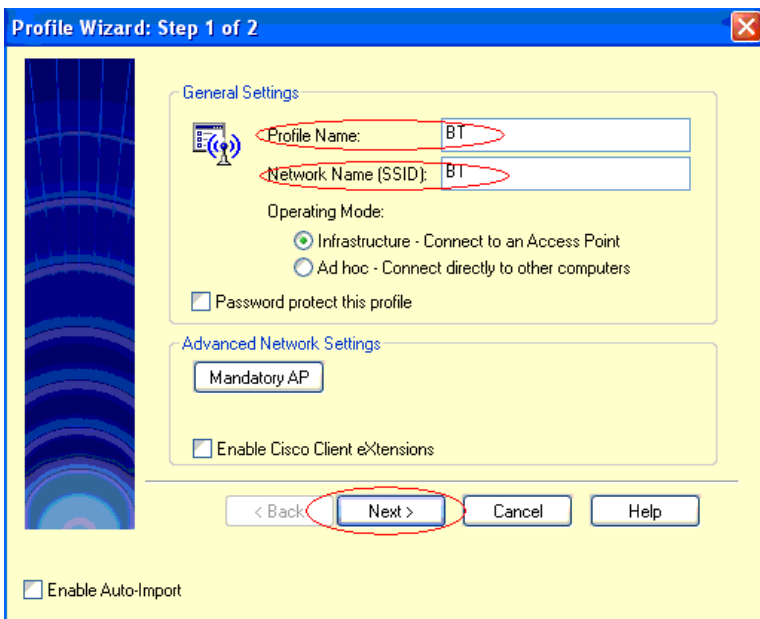 Profile Wizard: Step 1 of 2
General Settings
Profile Name: BT
Network Name (SSID): BT
Operating Mode:
Infrastructure - Connect to an Access Point
Ad hoc - Connect directly to other computers
Password protect this profile
Advanced Network Settings
Mandatory AP
Enable Cisco Client eXtensions
< Back Next > Cancel Help
Enable Auto-Import